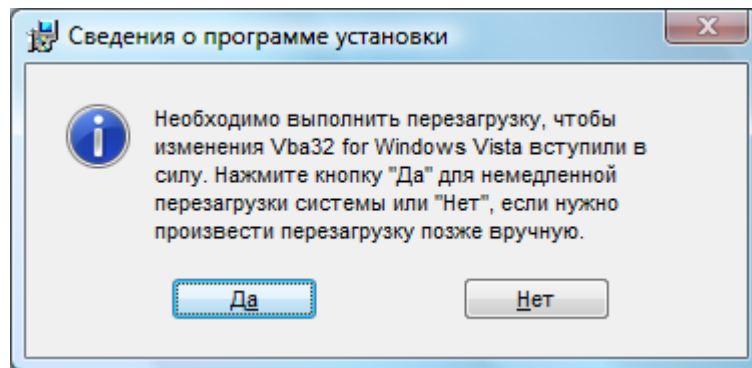 Сведения о программе установки
Необходимо выполнить перезагрузку, чтобы
изменения Vba32 for Windows Vista вступили в
силу. Нажмите кнопку "Да" для немедленной
перезагрузки системы или "Нет", если нужно
произвести перезагрузку позже вручную.
Да
Нет